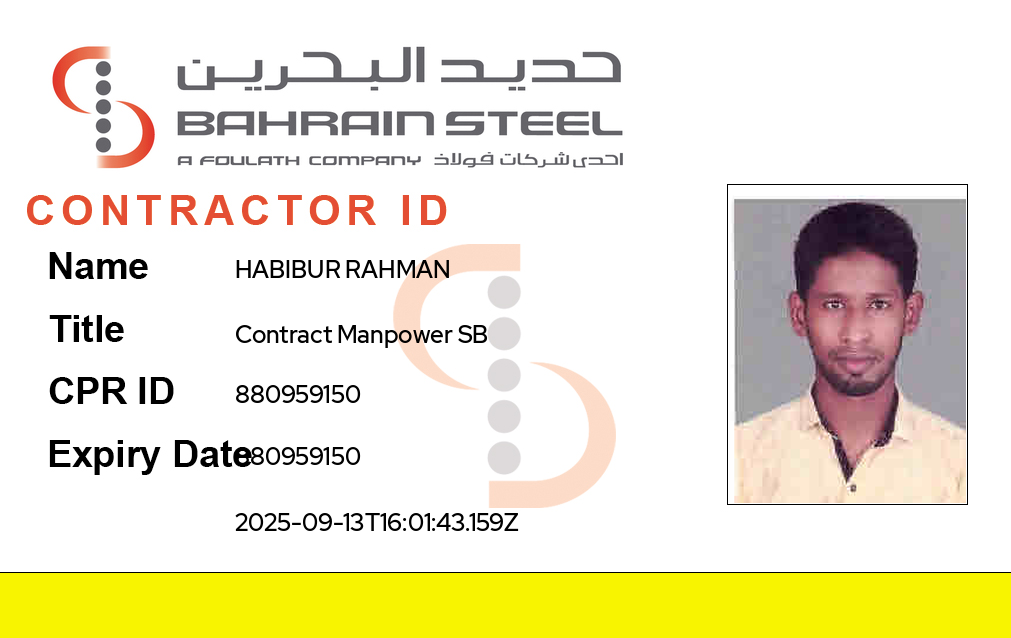 حديد البحرين
BAHRAIN STEEL
A FOULATH COMPANY احدى شركات فولاذ
CONTRACTOR ID
Name HABIBUR RAHMAN
Title Contract Manpower SB
CPR ID 880959150
Expiry Date 880959150
2025-09-13T16:01:43.159Z